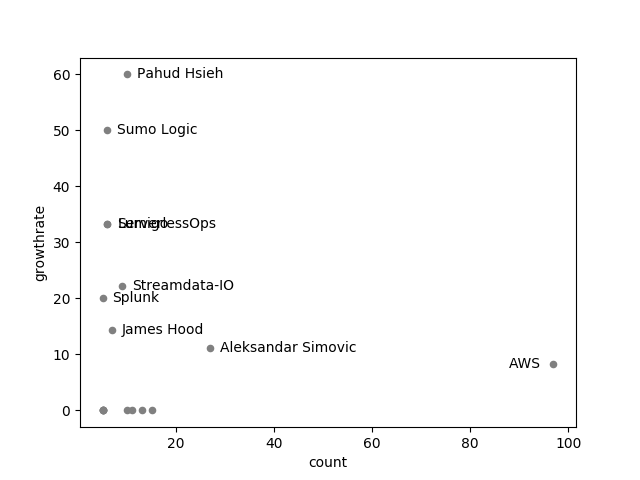 60
Pahud Hsieh
50
Sumo Logic
40
growthrate
30
ServerlessOps
Lumigo
Streamdata-IO
20
Splunk
James Hood
10
Aleksandar Simovic
AWS
0
20
40
60
80
100
count